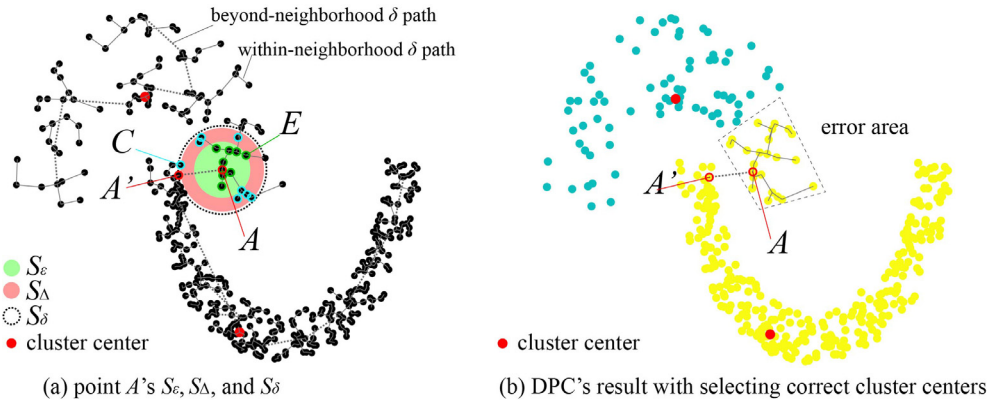 beyond-neighborhood δ path
within-neighborhood δ path
E
C
A'
A
Sε
SΔ
Sδ
cluster center
(a) point A's Sε, SΔ, and Sδ
error area
A'
A
cluster center
(b) DPC's result with selecting correct cluster centers